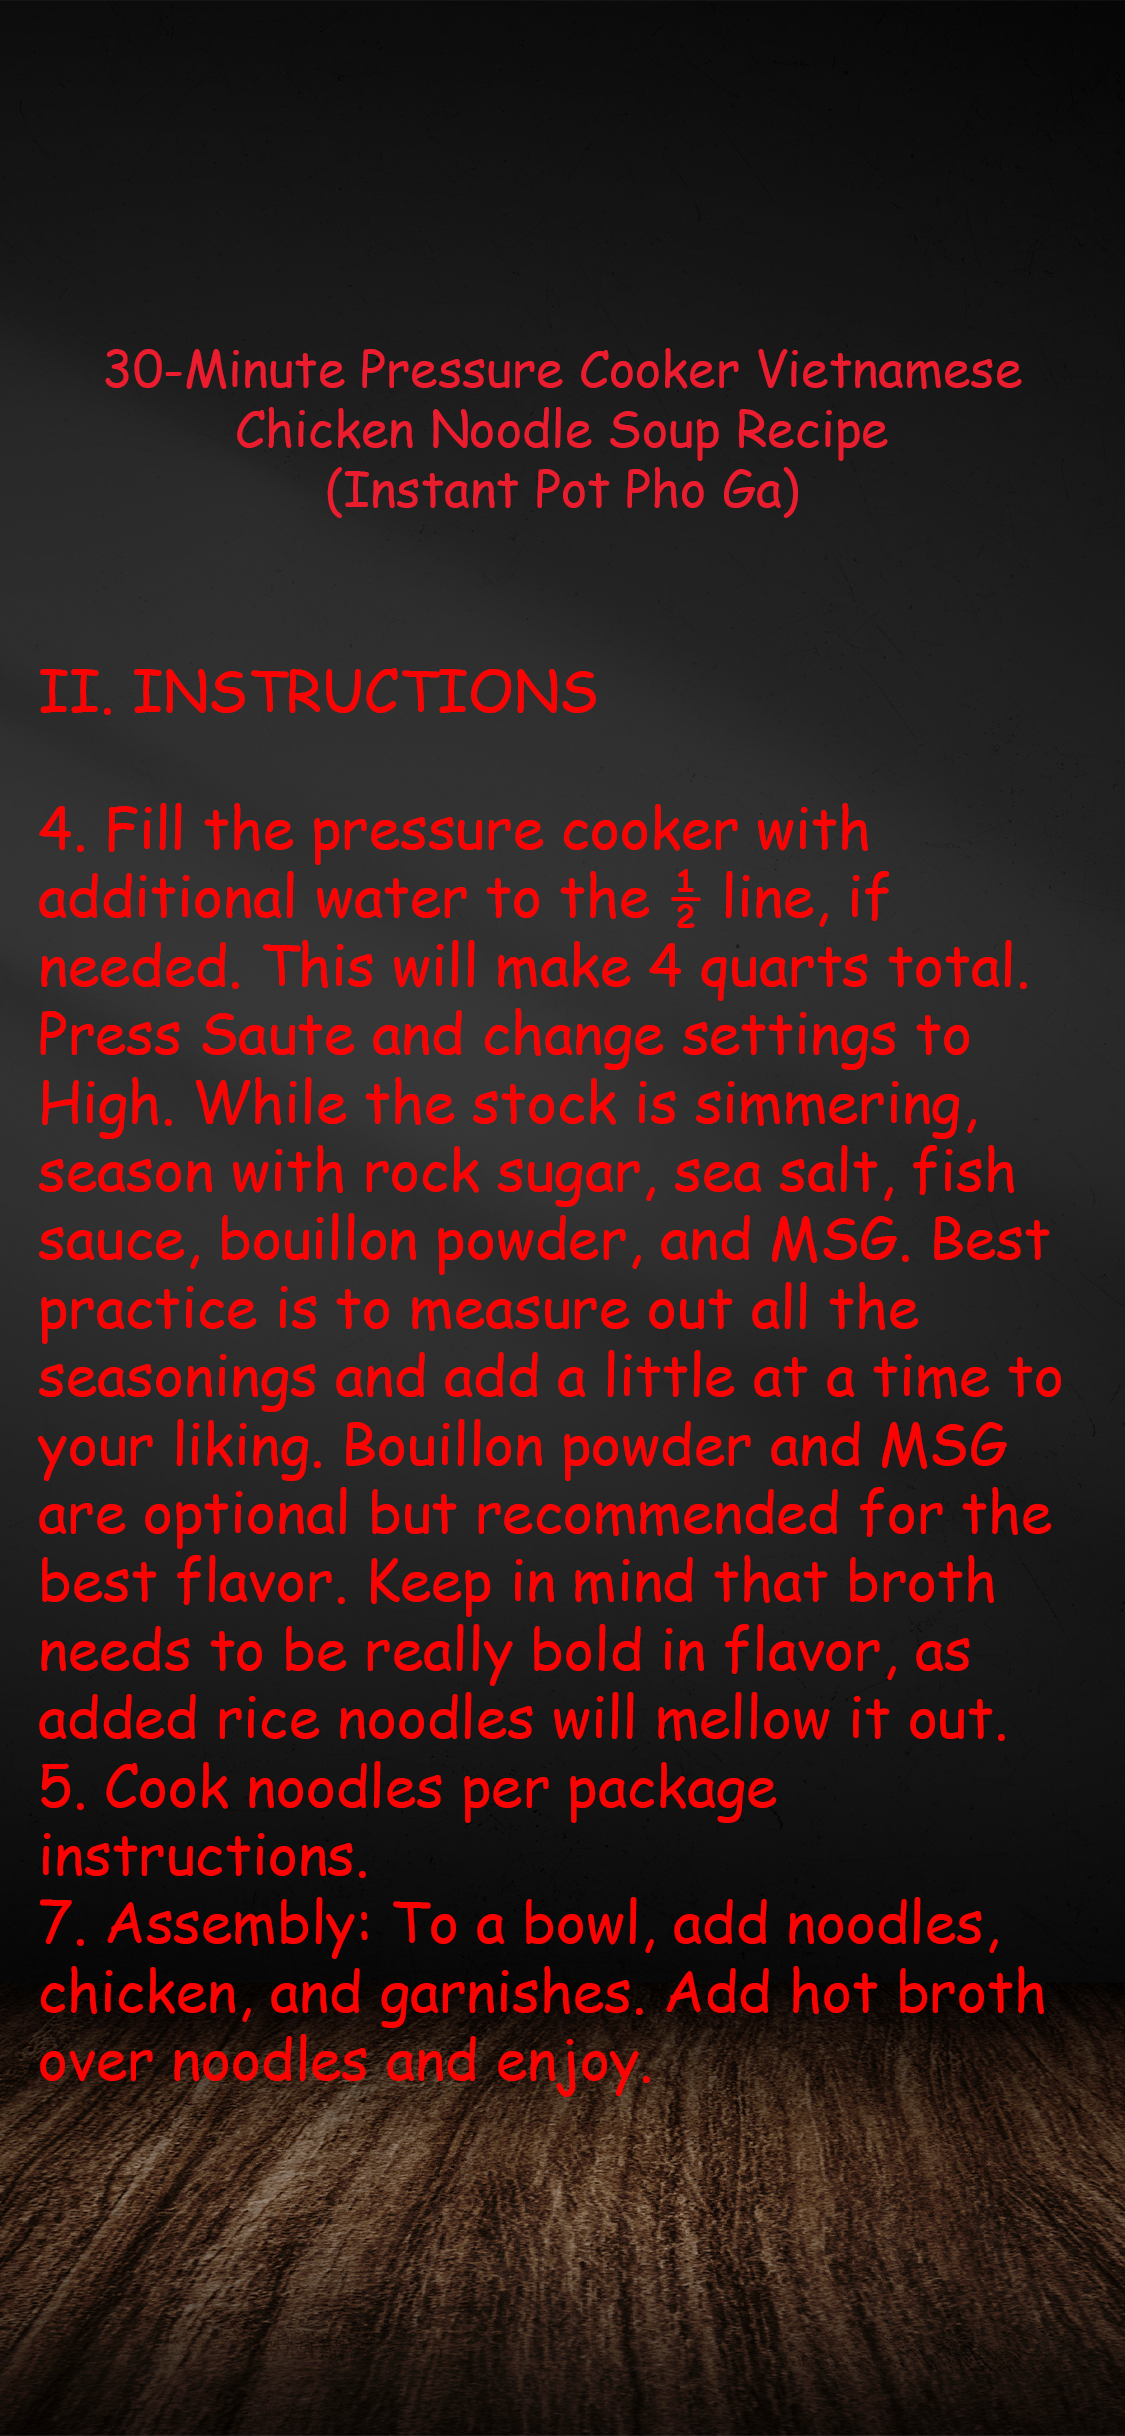 30-Minute Pressure Cooker Vietnamese
Chicken Noodle Soup Recipe
(Instant Pot Pho Ga)
II. INSTRUCTIONS
4. Fill the pressure cooker with
additional water to the ½ line, if
needed. This will make 4 quarts total.
Press Saute and change settings to
High. While the stock is simmering,
season with rock sugar, sea salt, fish
sauce, bouillon powder, and MSG. Best
practice is to measure out all the
seasonings and add a little at a time to
your liking. Bouillon powder and MSG
are optional but recommended for the
best flavor. Keep in mind that broth
needs to be really bold in flavor, as
added rice noodles will mellow it out.
5. Cook noodles per package
instructions.
7. Assembly: To a bowl, add noodles,
chicken, and garnishes. Add hot broth
over noodles and enjoy.